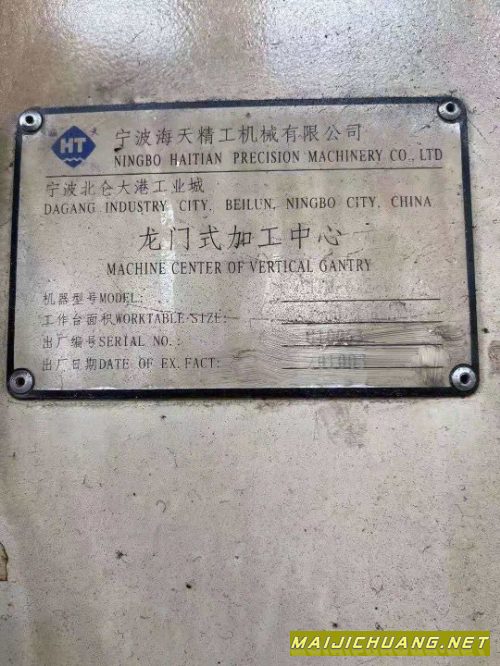 HT
宁波海天精工机械有限公司
NINGBO HAITIAN PRECISION MACHINERY CO., LTD
宁波北仑大港工业城
DAGANG INDUSTRY CITY, BEILUN, NINGBO CITY, CHINA
龙门式加工中心
MACHINE CENTER OF VERTICAL GANTRY
机器型号MODEL:
工作台面积WORKTABLE SIZE:
出厂编号SERIAL NO.:
出厂日期DATE OF EX. FACT:
MAIJICHUANG.NET